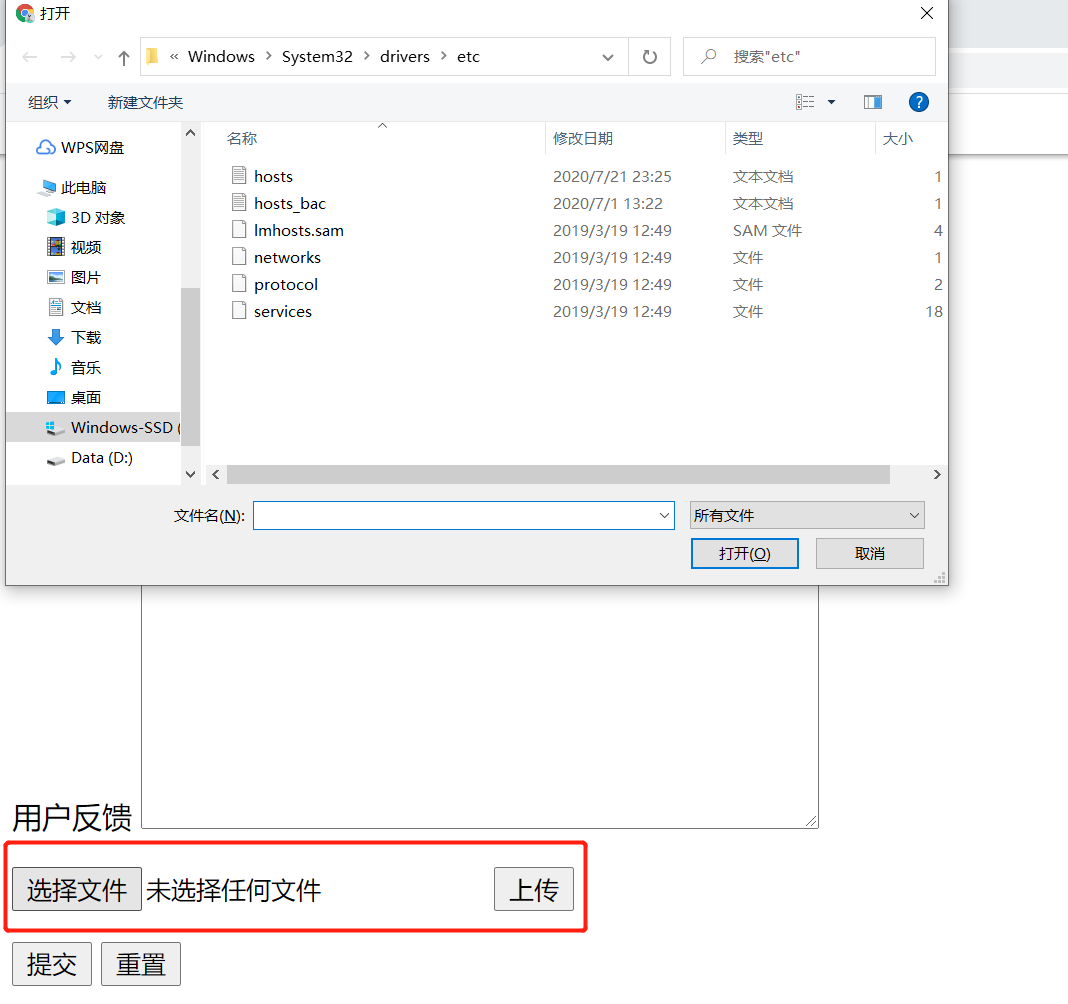 打开
« Windows > System32 > drivers > etc
搜索"etc"
组织
新建文件夹
?
WPS网盘
此电脑
3D 对象
视频
图片
文档
下载
音乐
桌面
Windows-SSD (
Data (D:)
名称 修改日期 类型 大小
hosts 2020/7/21 23:25 文本文档 1
hosts_bac 2020/7/1 13:22 文本文档 1
lmhosts.sam 2019/3/19 12:49 SAM 文件 4
networks 2019/3/19 12:49 文件 1
protocol 2019/3/19 12:49 文件 2
services 2019/3/19 12:49 文件 18
文件名(N):
所有文件
打开(O)
取消
用户反馈
选择文件 未选择任何文件 上传
提交 重置